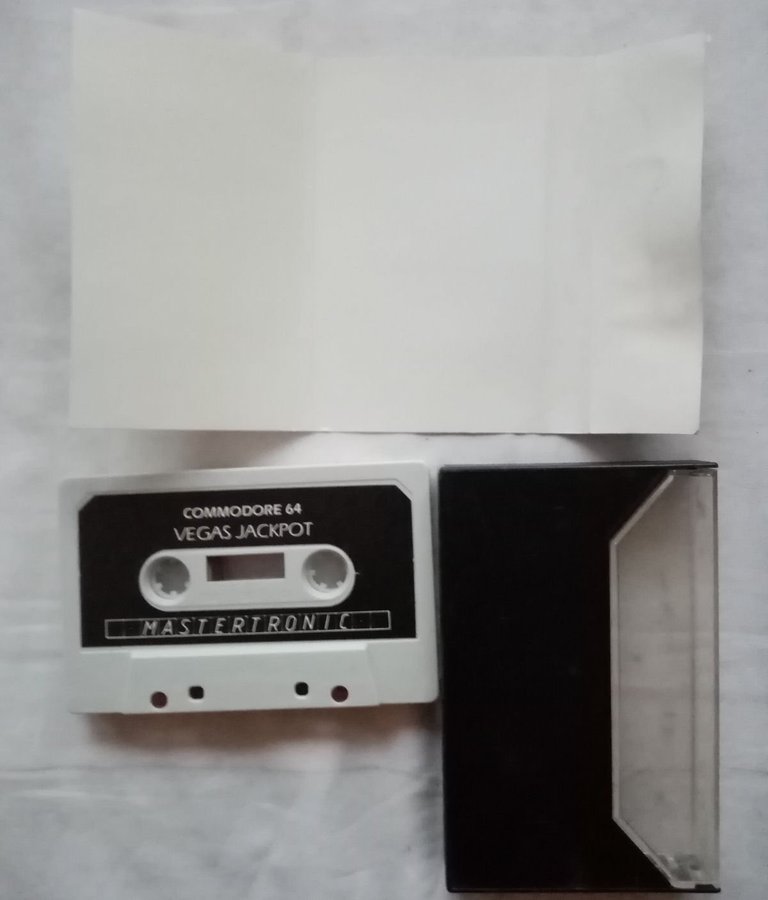 COMMODORE 64
VEGAS JACKPOT
MASTERTRONIC